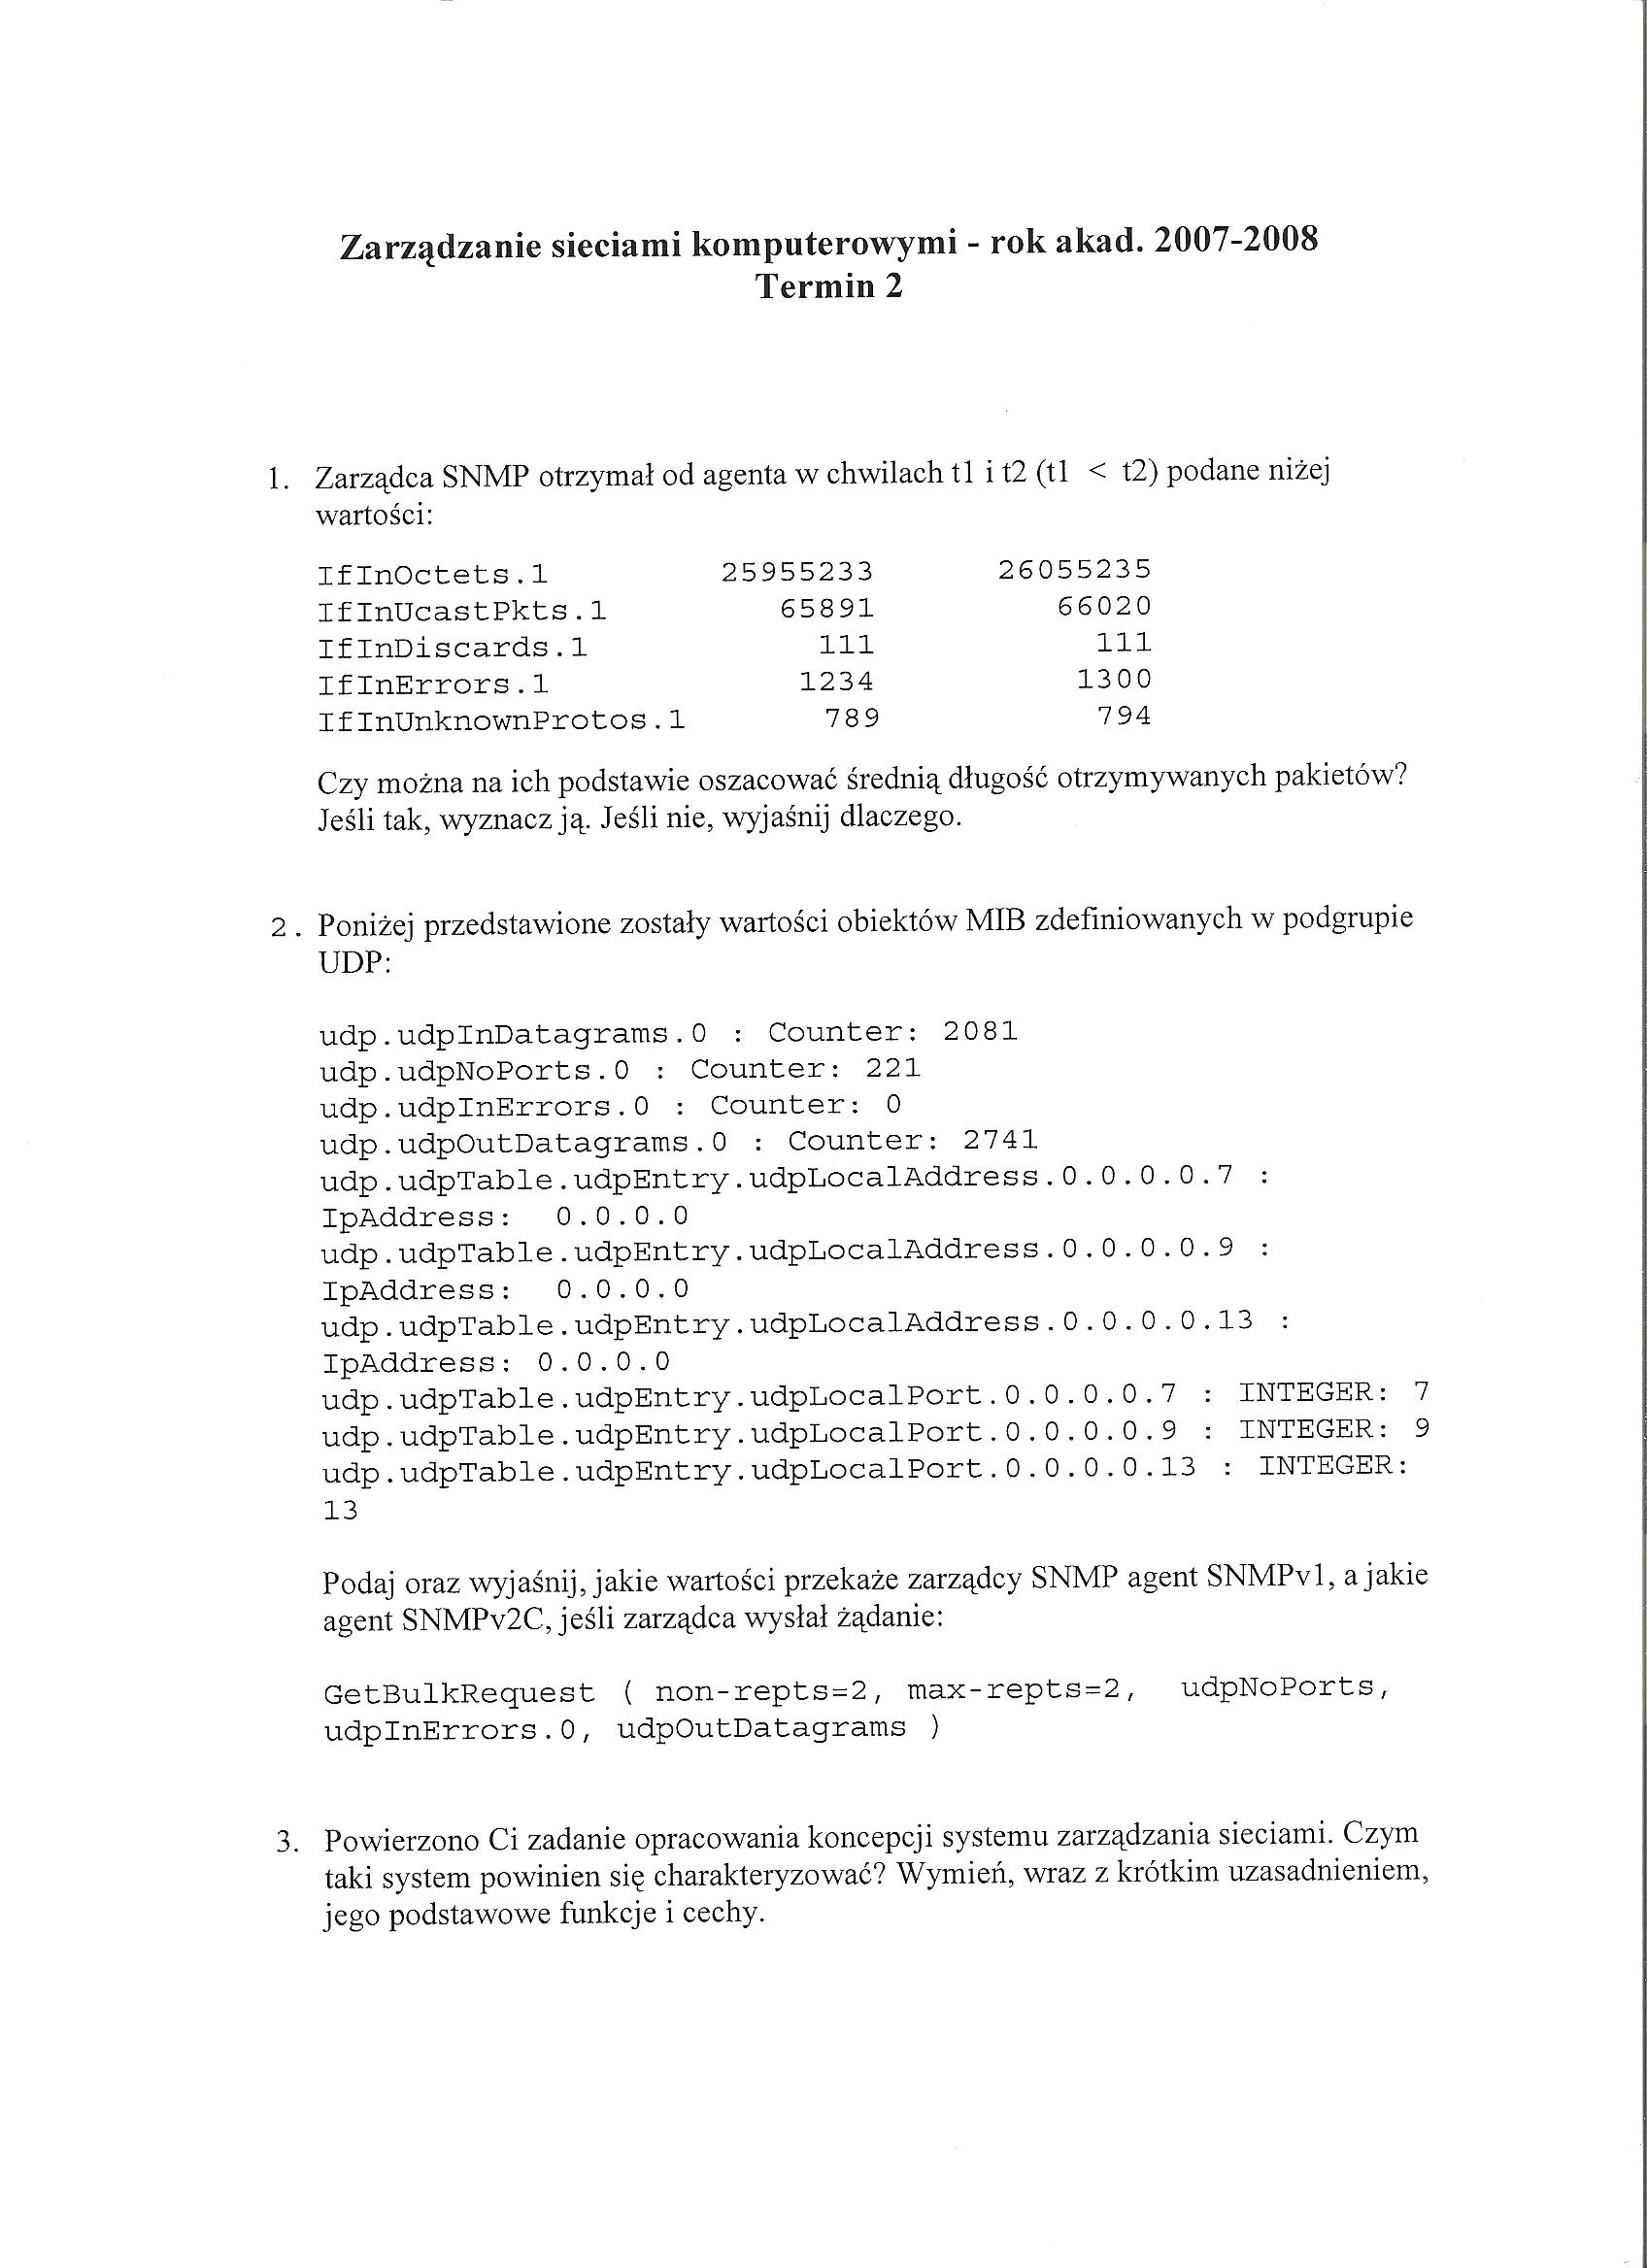 Zarządzanie sieciami komputerowymi - rok akad. 2007-2008
Termin 2
1. Zarządca SNMP otrzymał od agenta w chwilach t1 i t2 (t1 < t2) podane niżej
wartości:
IfInOctets.1 25955233 26055235
IfInUcastPkts.1 65891 66020
IfInDiscards.1 111 111
IfInErrors.1 1234 1300
IfInUnknownProtos.1 789 794
Czy można na ich podstawie oszacować średnią długość otrzymywanych pakietów?
Jeśli tak, wyznacz ją. Jeśli nie, wyjaśnij dlaczego.
2. Poniżej przedstawione zostały wartości obiektów MIB zdefiniowanych w podgrupie
UDP:
udp.udpInDatagrams.0 : Counter: 2081
udp.udpNoPorts.0 : Counter: 221
udp.udpInErrors.0 : Counter: 0
udp.udpOutDatagrams.0 : Counter: 2741
udp.udpTable.udpEntry.udpLocalAddress.0.0.0.0.7 :
IpAddress: 0.0.0.0
udp.udpTable.udpEntry.udpLocalAddress.0.0.0.0.9 :
IpAddress: 0.0.0.0
udp.udpTable.udpEntry.udpLocalAddress.0.0.0.0.13 :
IpAddress: 0.0.0.0
udp.udpTable.udpEntry.udpLocalPort.0.0.0.0.7 : INTEGER: 7
udp.udpTable.udpEntry.udpLocalPort.0.0.0.0.9 : INTEGER: 9
udp.udpTable.udpEntry.udpLocalPort.0.0.0.0.13 : INTEGER:
13
Podaj oraz wyjaśnij, jakie wartości przekaże zarządcy SNMP agent SNMPv1, a jakie
agent SNMPv2C, jeśli zarządca wysłał żądanie:
GetBulkRequest ( non-repts=2, max-repts=2, udpNoPorts,
udpInErrors.0, udpOutDatagrams )
3. Powierzono Ci zadanie opracowania koncepcji systemu zarządzania sieciami. Czym
taki system powinien się charakteryzować? Wymień, wraz z krótkim uzasadnieniem,
jego podstawowe funkcje i cechy.